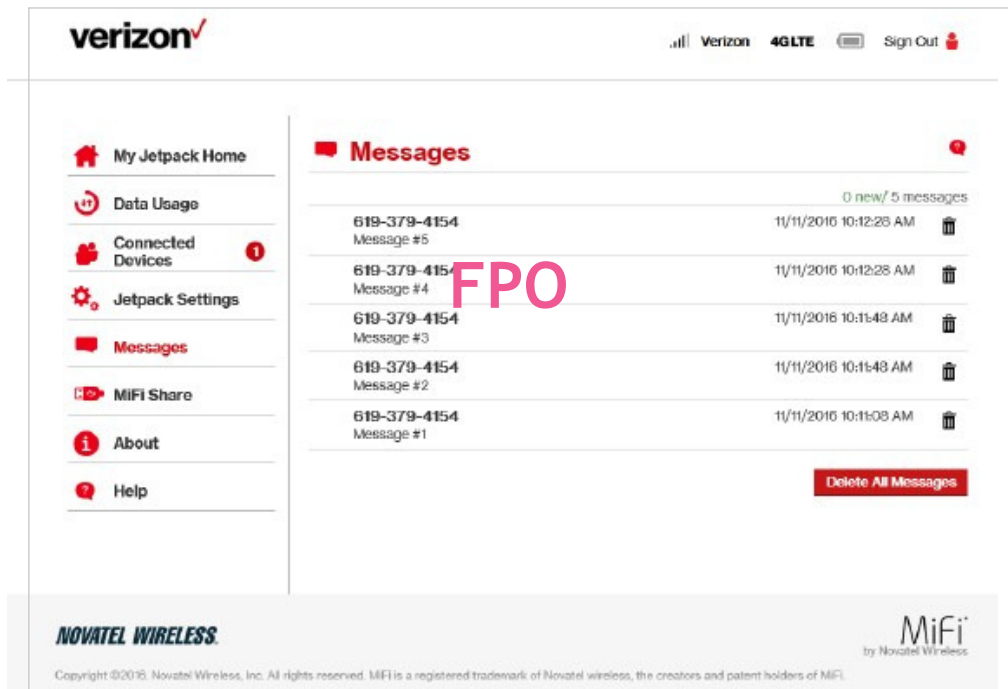 verizon
Verizon 4GLTE Sign Out
My Jetpack Home
Data Usage
Connected Devices 1
Jetpack Settings
Messages
MiFi Share
About
Help
Messages
0 new/ 5 messages
619-379-4154 11/11/2016 10:12:28 AM
Message #5
619-379-4154 11/11/2016 10:12:28 AM
Message #4
FPO
619-379-4154 11/11/2016 10:11:48 AM
Message #3
619-379-4154 11/11/2016 10:11:48 AM
Message #2
619-379-4154 11/11/2016 10:11:08 AM
Message #1
Delete All Messages
NOVATEL WIRELESS.
MiFi
by Novatel Wireless
Copyright ©2016. Novatel Wireless, Inc. All rights reserved. MiFi is a registered trademark of Novatel wireless, the creators and patent holders of MiFi.